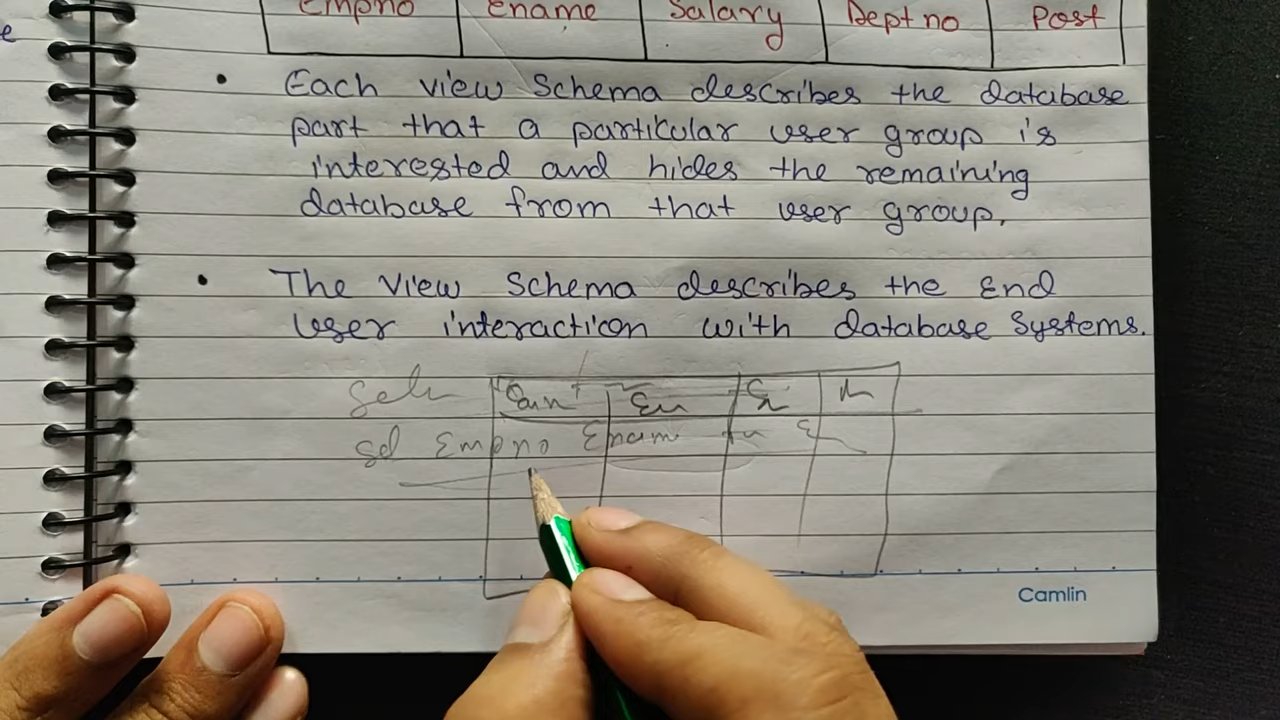 e
Empno Ename Salary Dept no Post
• Each view Schema describes the database
part that a particular user group is
interested and hides the remaining
database from that user group.
• The View Schema describes the End
User interaction with database Systems.
Empno Enam
Camlin